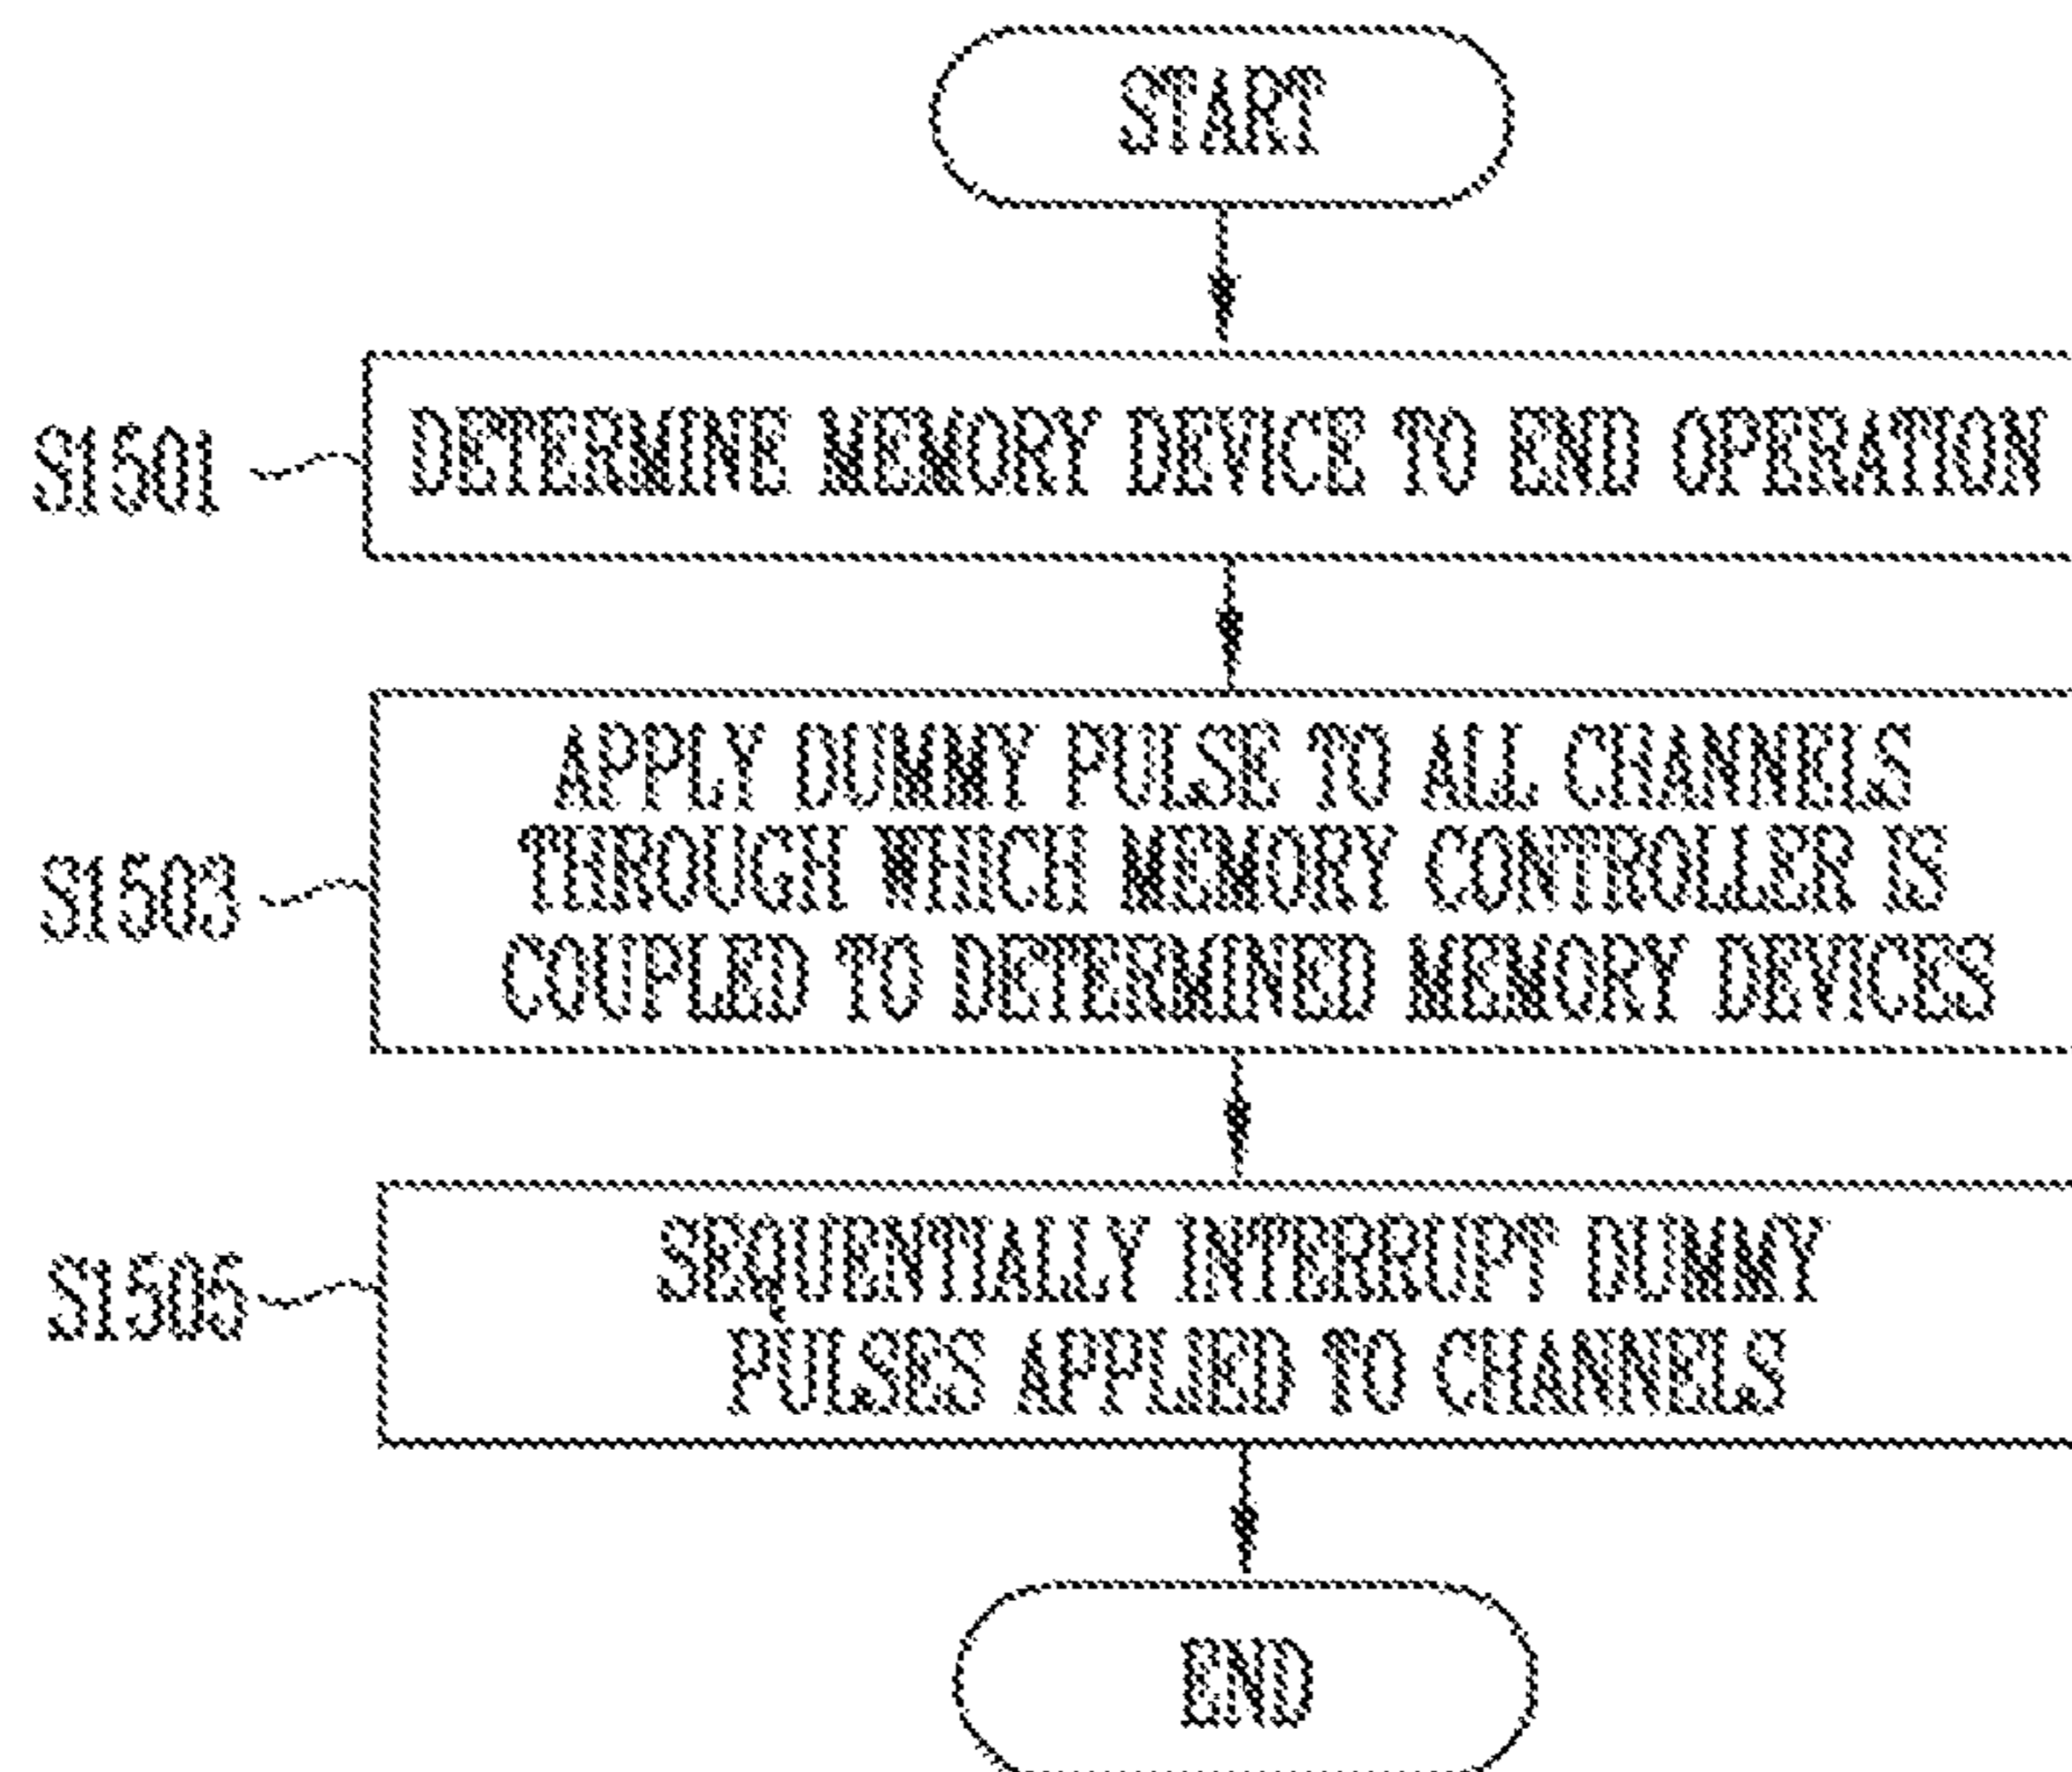 START
S1501
DETERMINE MEMORY DEVICE TO END OPERATION
S1503
APPLY DUMMY PULSE TO ALL CHANNELS
THROUGH WHICH MEMORY CONTROLLER IS
COUPLED TO DETERMINED MEMORY DEVICES
S1505
SEQUENTIALLY INTERRUPT DUMMY
PULSES APPLIED TO CHANNELS
END